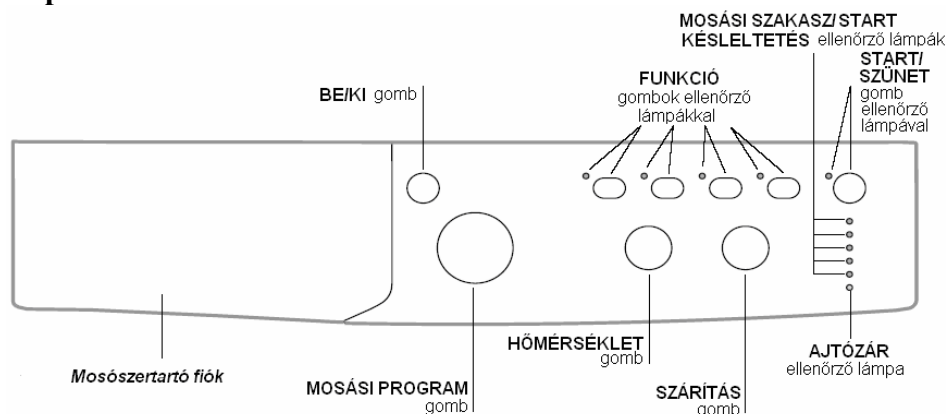 MOSÁSI SZAKASZ/START
KÉSLELTETÉS ellenőrző lámpák
START/
SZÜNET
gomb
ellenőrző
lámpával
FUNKCIÓ
gombok ellenőrző
lámpákkal
BE/KI gomb
HŐMÉRSÉKLET
gomb
AJTÓZÁR
ellenőrző lámpa
Mosószertartó fiók
MOSÁSI PROGRAM
gomb
SZÁRÍTÁS
gomb